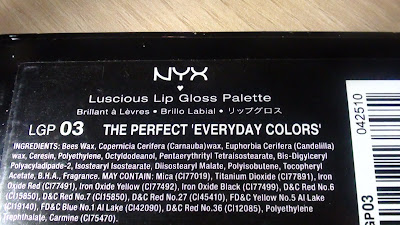 NYX
Luscious Lip Gloss Palette
Brillant à Lèvres • Brillo Labial • リップグロス
LGP 03 THE PERFECT 'EVERYDAY COLORS'
INGREDIENTS: Bees Wax, Copernicia Cerifera (Carnauba)wax, Euphorbia Cerifera (Candelilla)
wax, Ceresin, Polyethylene, Octyldodeanol, Pentaerythrityl Tetraisostearate, Bis-Diglyceryl
Polyacyladipate-2, Isostearyl Isostearate, Diisostearyl Malate, Polyisobutene, Tocopheryl
Acetate, B.H.A., Fragrance. MAY CONTAIN: Mica (CI77019), Titanium Dioxide (CI77891), Iron
Oxide Red (CI77491), Iron Oxide Yellow (CI77492), Iron Oxide Black (CI77499), D&C Red No.6
(CI15850), D&C Red No.7 (CI15850), D&C Red No.27 (CI45410), FD&C Yellow No.5 Al Lake
(CI19140), FD&C Blue No.1 Al Lake (CI42090), D&C Red No.36 (CI12085), Polyethylene
Trephthalate, Carmine (CI75470).
042510
GP03